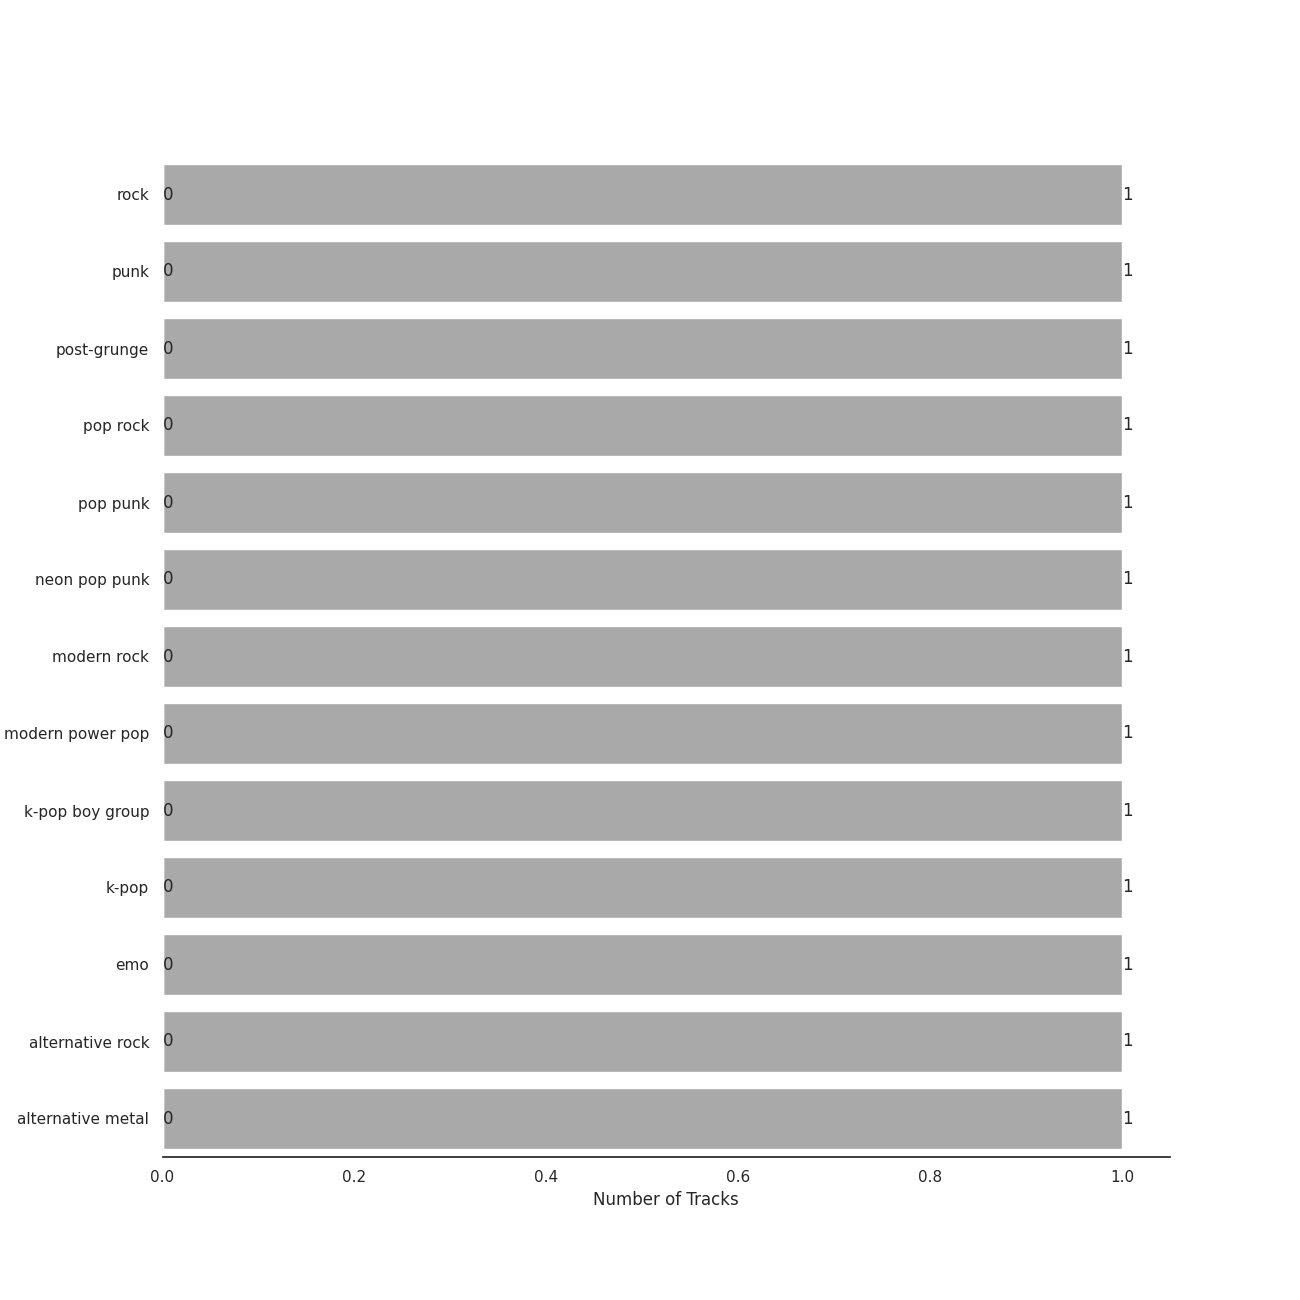 rock 0 1
punk 0 1
post-grunge 0 1
pop rock 0 1
pop punk 0 1
neon pop punk 0 1
modern rock 0 1
modern power pop 0 1
k-pop boy group 0 1
k-pop 0 1
emo 0 1
alternative rock 0 1
alternative metal 0 1
0.0 0.2 0.4 0.6 0.8 1.0
Number of Tracks